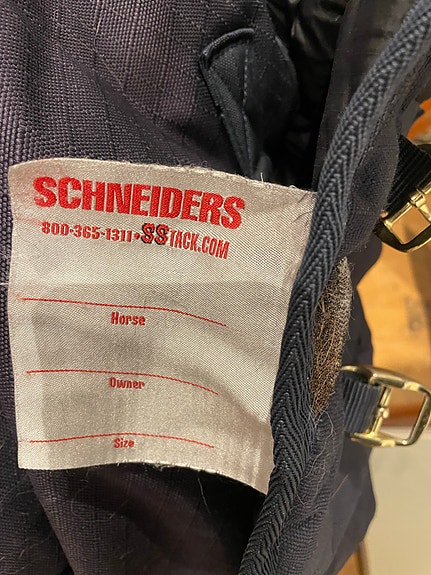 SCHNEIDERS
800-365-1311•SSTACK.COM
Horse
Owner
Size